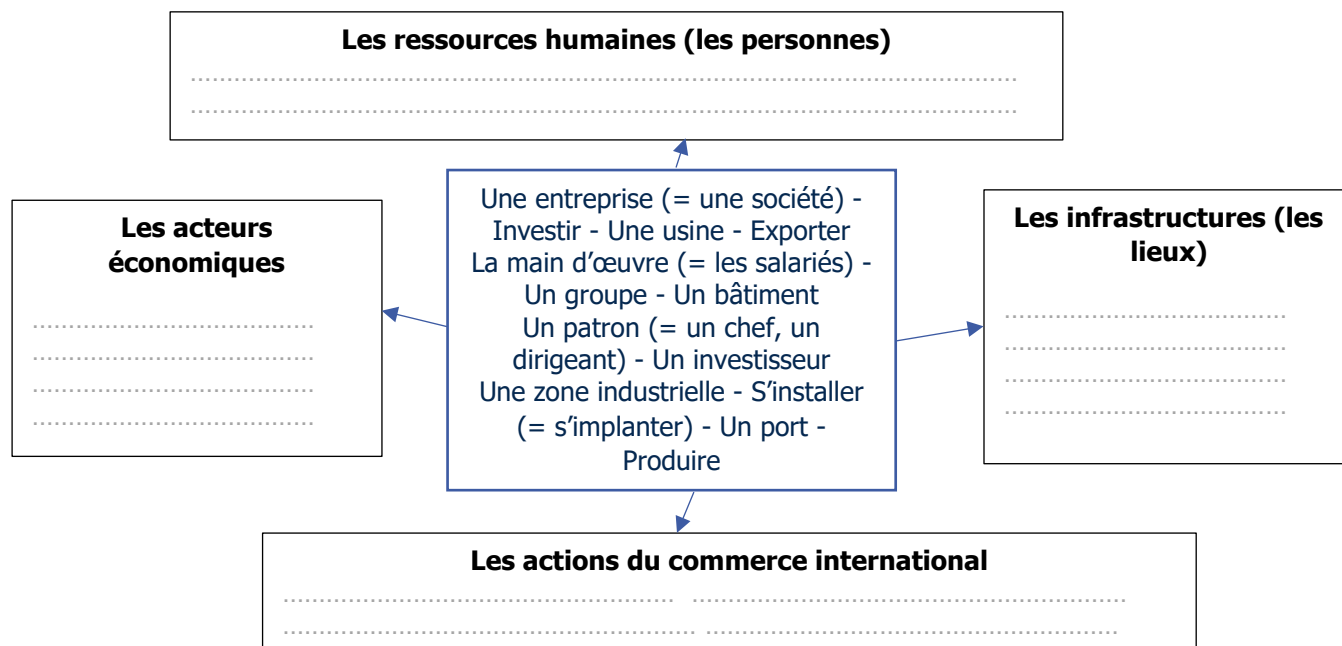 Les ressources humaines (les personnes)
..................................................................................................................
..................................................................................................................
Les acteurs
économiques
.......................................
.......................................
.......................................
.......................................
Une entreprise (= une société) -
Investir - Une usine - Exporter
La main d’œuvre (= les salariés) -
Un groupe - Un bâtiment
Un patron (= un chef, un
dirigeant) - Un investisseur
Une zone industrielle - S’installer
(= s’implanter) - Un port -
Produire
Les infrastructures (les
lieux)
.......................................
.......................................
.......................................
.......................................
Les actions du commerce international
...................................................... ............................................................
......................................................... .........................................................